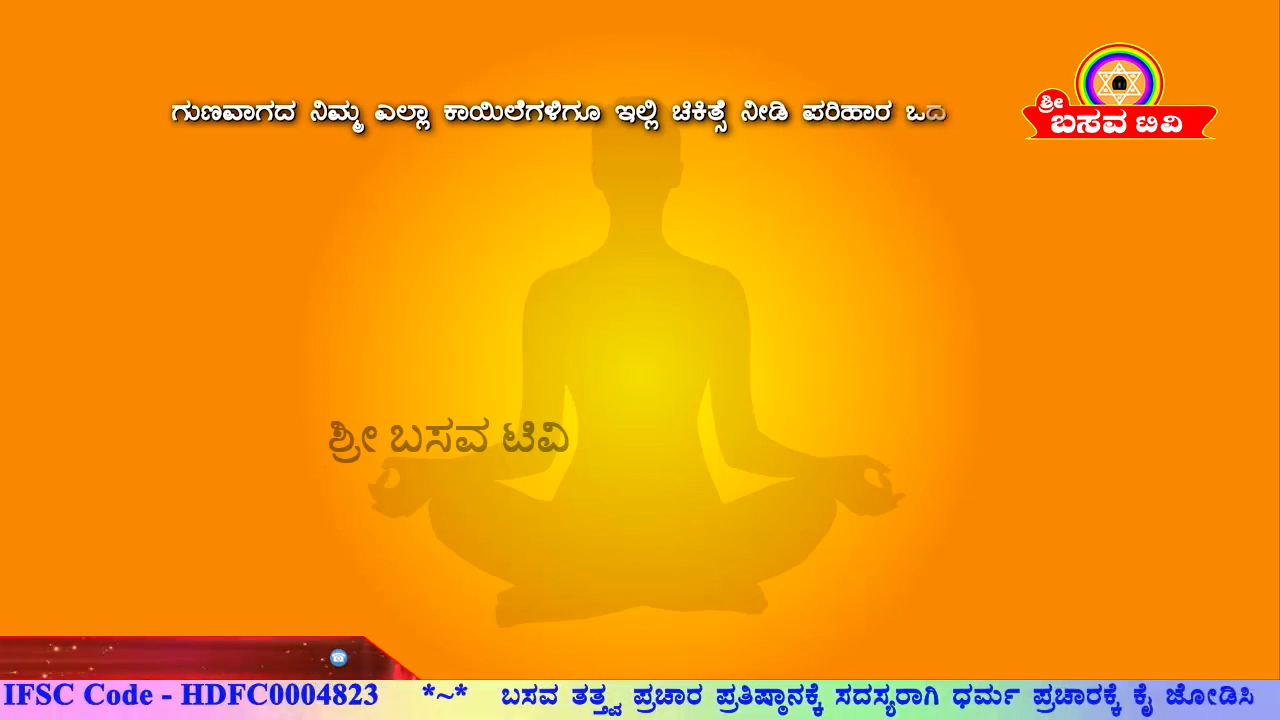 ಗುಣವಾಗದ ನಿಮ್ಮ ಎಲ್ಲಾ ಕಾಯಿಲೆಗಳಿಗೂ ಇಲ್ಲಿ ಚಿಕಿತ್ಸೆ ನೀಡಿ ಪರಿಹಾರ ಒದ
ಶ್ರೀ
ಬಸವ ಟಿವಿ
ಶ್ರೀ ಬಸವ ಟಿವಿ
IFSC Code - HDFC0004823 *~* ಬಸವ ತತ್ತ್ವ ಪ್ರಚಾರ ಪ್ರತಿಷ್ಠಾನಕ್ಕೆ ಸದಸ್ಯರಾಗಿ ಧರ್ಮ ಪ್ರಚಾರಕ್ಕೆ ಕೈ ಜೋಡಿಸಿ